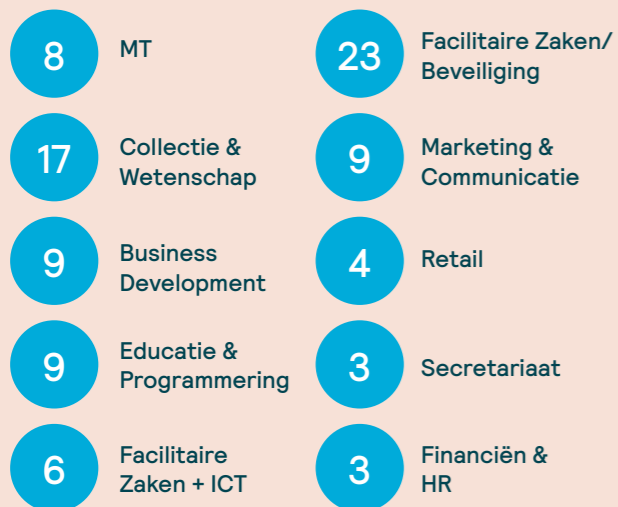 8
MT
17
Collectie &
Wetenschap
9
Business
Development
9
Educatie &
Programmering
6
Facilitaire
Zaken + ICT
23
Facilitaire Zaken/
Beveiliging
9
Marketing &
Communicatie
4
Retail
3
Secretariaat
3
Financiën &
HR